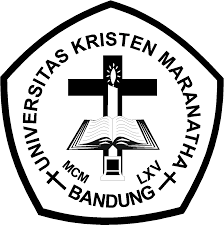 UNIVERSITAS KRISTEN MARANATHA
MCM LXV
BANDUNG